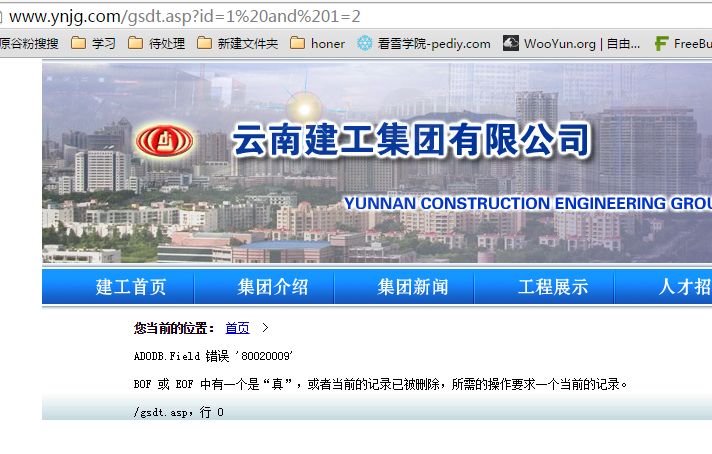 www.ynjg.com/gsdt.asp?id=1%20and%201=2
原谷粉搜搜 学习 待处理 新建文件夹 honer 看雪学院-pediy.com WooYun.org | 自由... FreeBu
云南建工集团有限公司
YUNNAN CONSTRUCTION ENGINEERING GROU
建工首页 集团介绍 集团新闻 工程展示 人才招
您当前的位置： 首页 >
ADODB.Field 错误 '80020009'
BOF 或 EOF 中有一个是“真”，或者当前的记录已被删除，所需的操作要求一个当前的记录。
/gsdt.asp，行 0